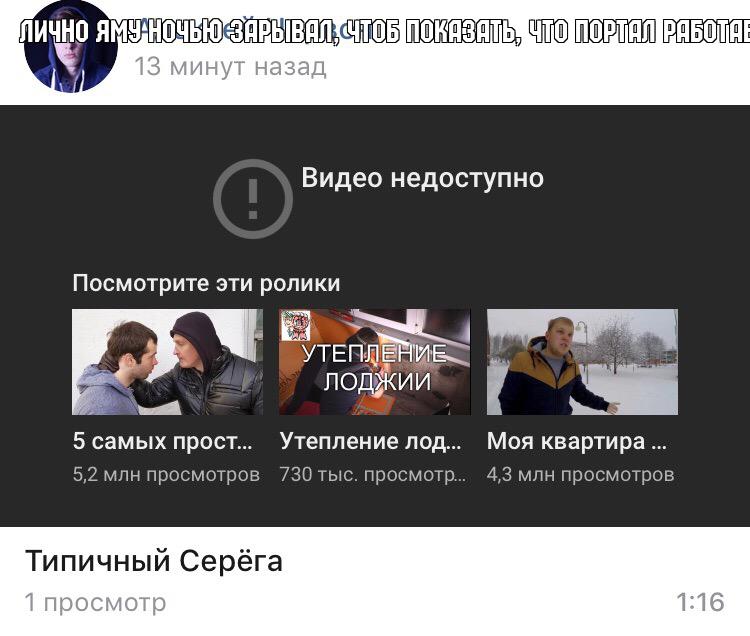 ЛИЧНО ЯМУ НОЧЬЮ ЗАРЫВАЛ, ЧТОБ ПОКАЗАТЬ, ЧТО ПОРТАЛ РАБОТАЕ
13 минут назад
Видео недоступно
Посмотрите эти ролики
УТЕПЛЕНИЕ
ЛОДЖИИ
5 самых прост...
Утепление лод...
Моя квартира ...
5,2 млн просмотров
730 тыс. просмотр...
4,3 млн просмотров
Типичный Серёга
1 просмотр
1:16